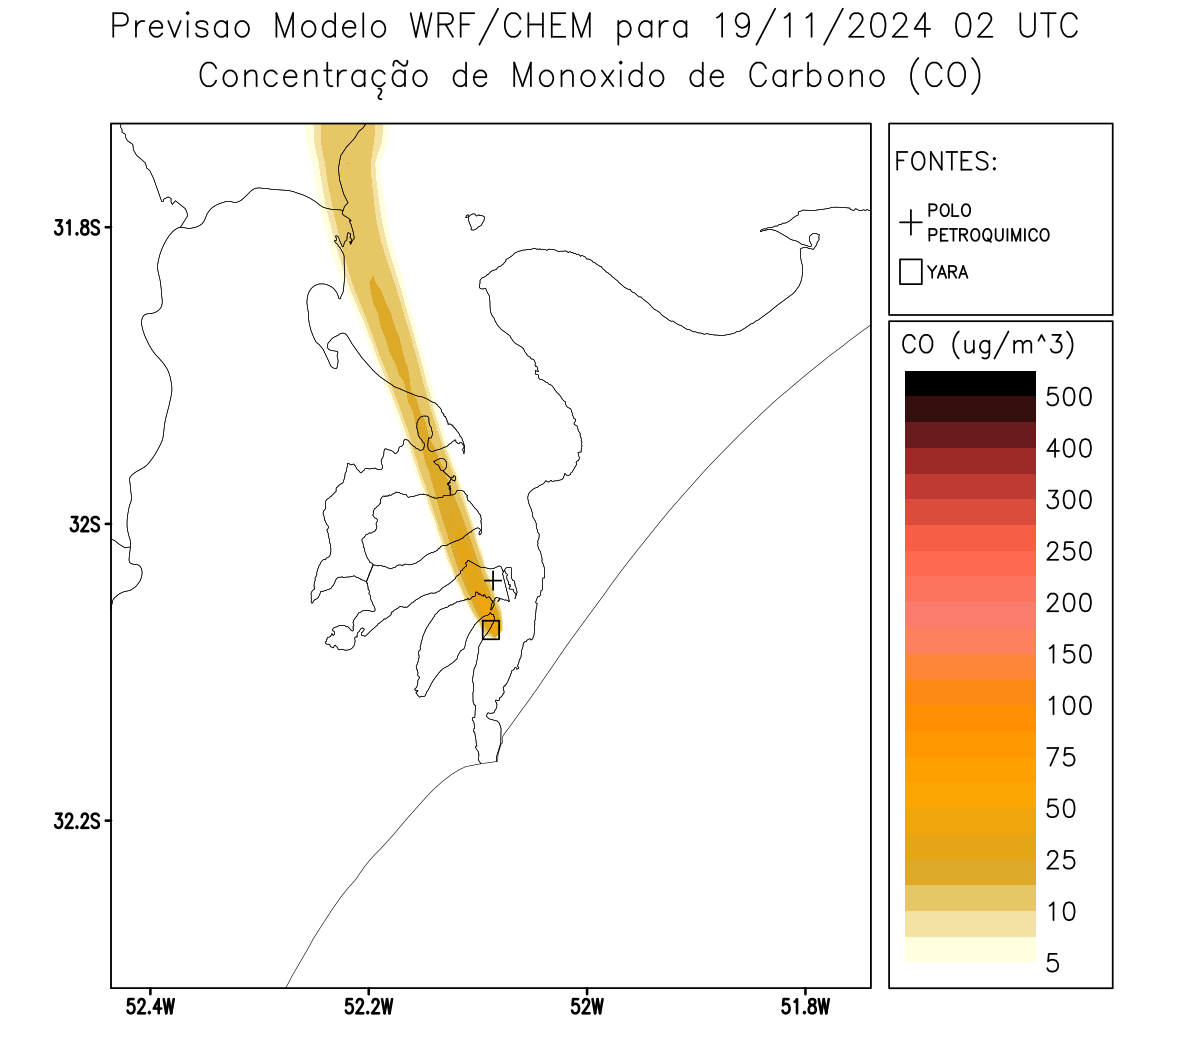 Previsao Modelo WRF/CHEM para 19/11/2024 02 UTC
Concentração de Monoxido de Carbono (CO)
FONTES:
POLO
PETROQUIMICO
YARA
CO (ug/m^3)
500
400
300
250
200
150
100
75
50
25
10
5
31.8S
32S
32.2S
52.4W
52.2W
52W
51.8W